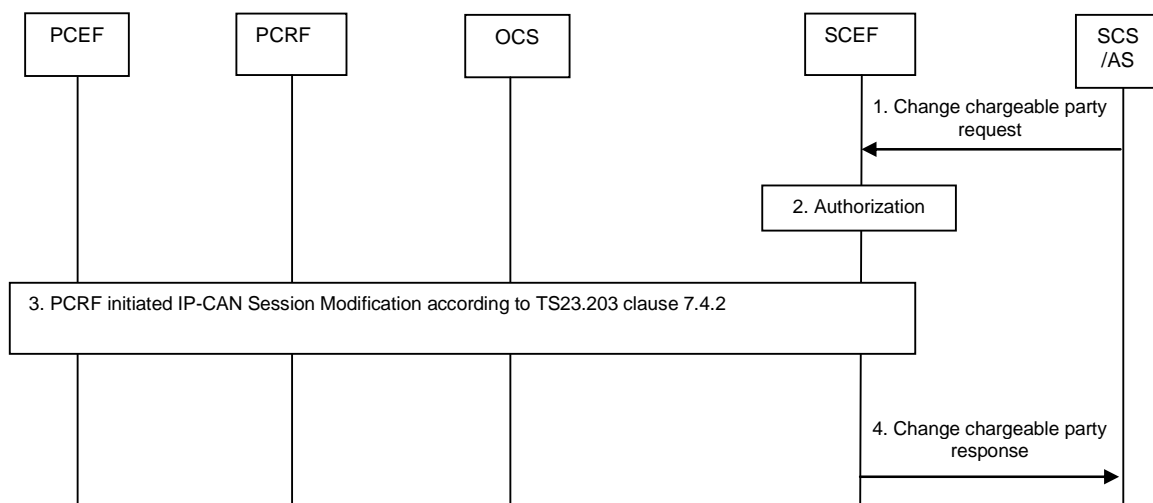 PCEF
PCRF
OCS
SCEF
SCS
/AS
1. Change chargeable party
request
2. Authorization
3. PCRF initiated IP-CAN Session Modification according to TS23.203 clause 7.4.2
4. Change chargeable party
response